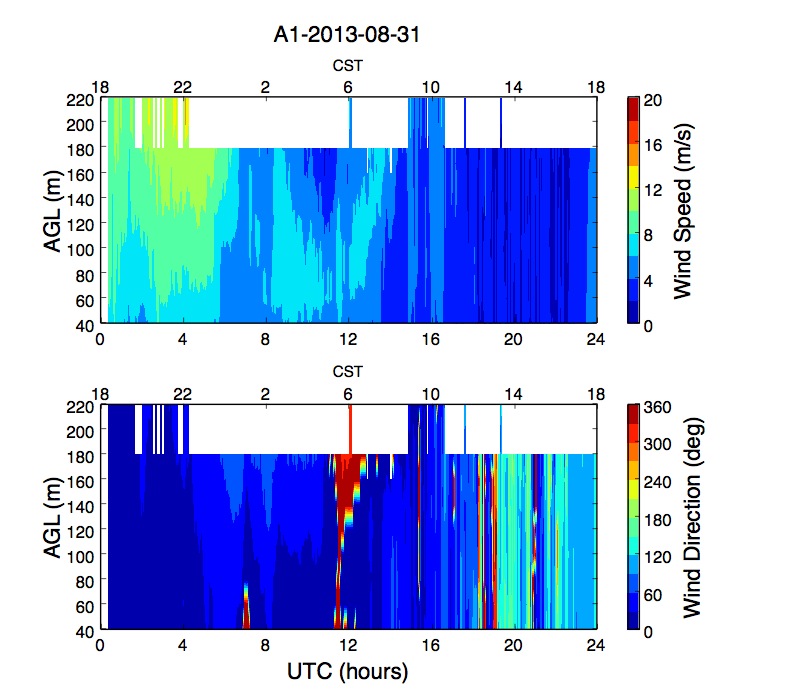 A1-2013-08-31
CST
18 22 2 6 10 14 18
220
200
180
160
140
120
100
80
60
40
AGL (m)
0 4 8 12 16 20 24
20
16
12
8
4
0
Wind Speed (m/s)
CST
18 22 2 6 10 14 18
220
200
180
160
140
120
100
80
60
40
AGL (m)
0 4 8 12 16 20 24
UTC (hours)
360
300
240
180
120
60
0
Wind Direction (deg)